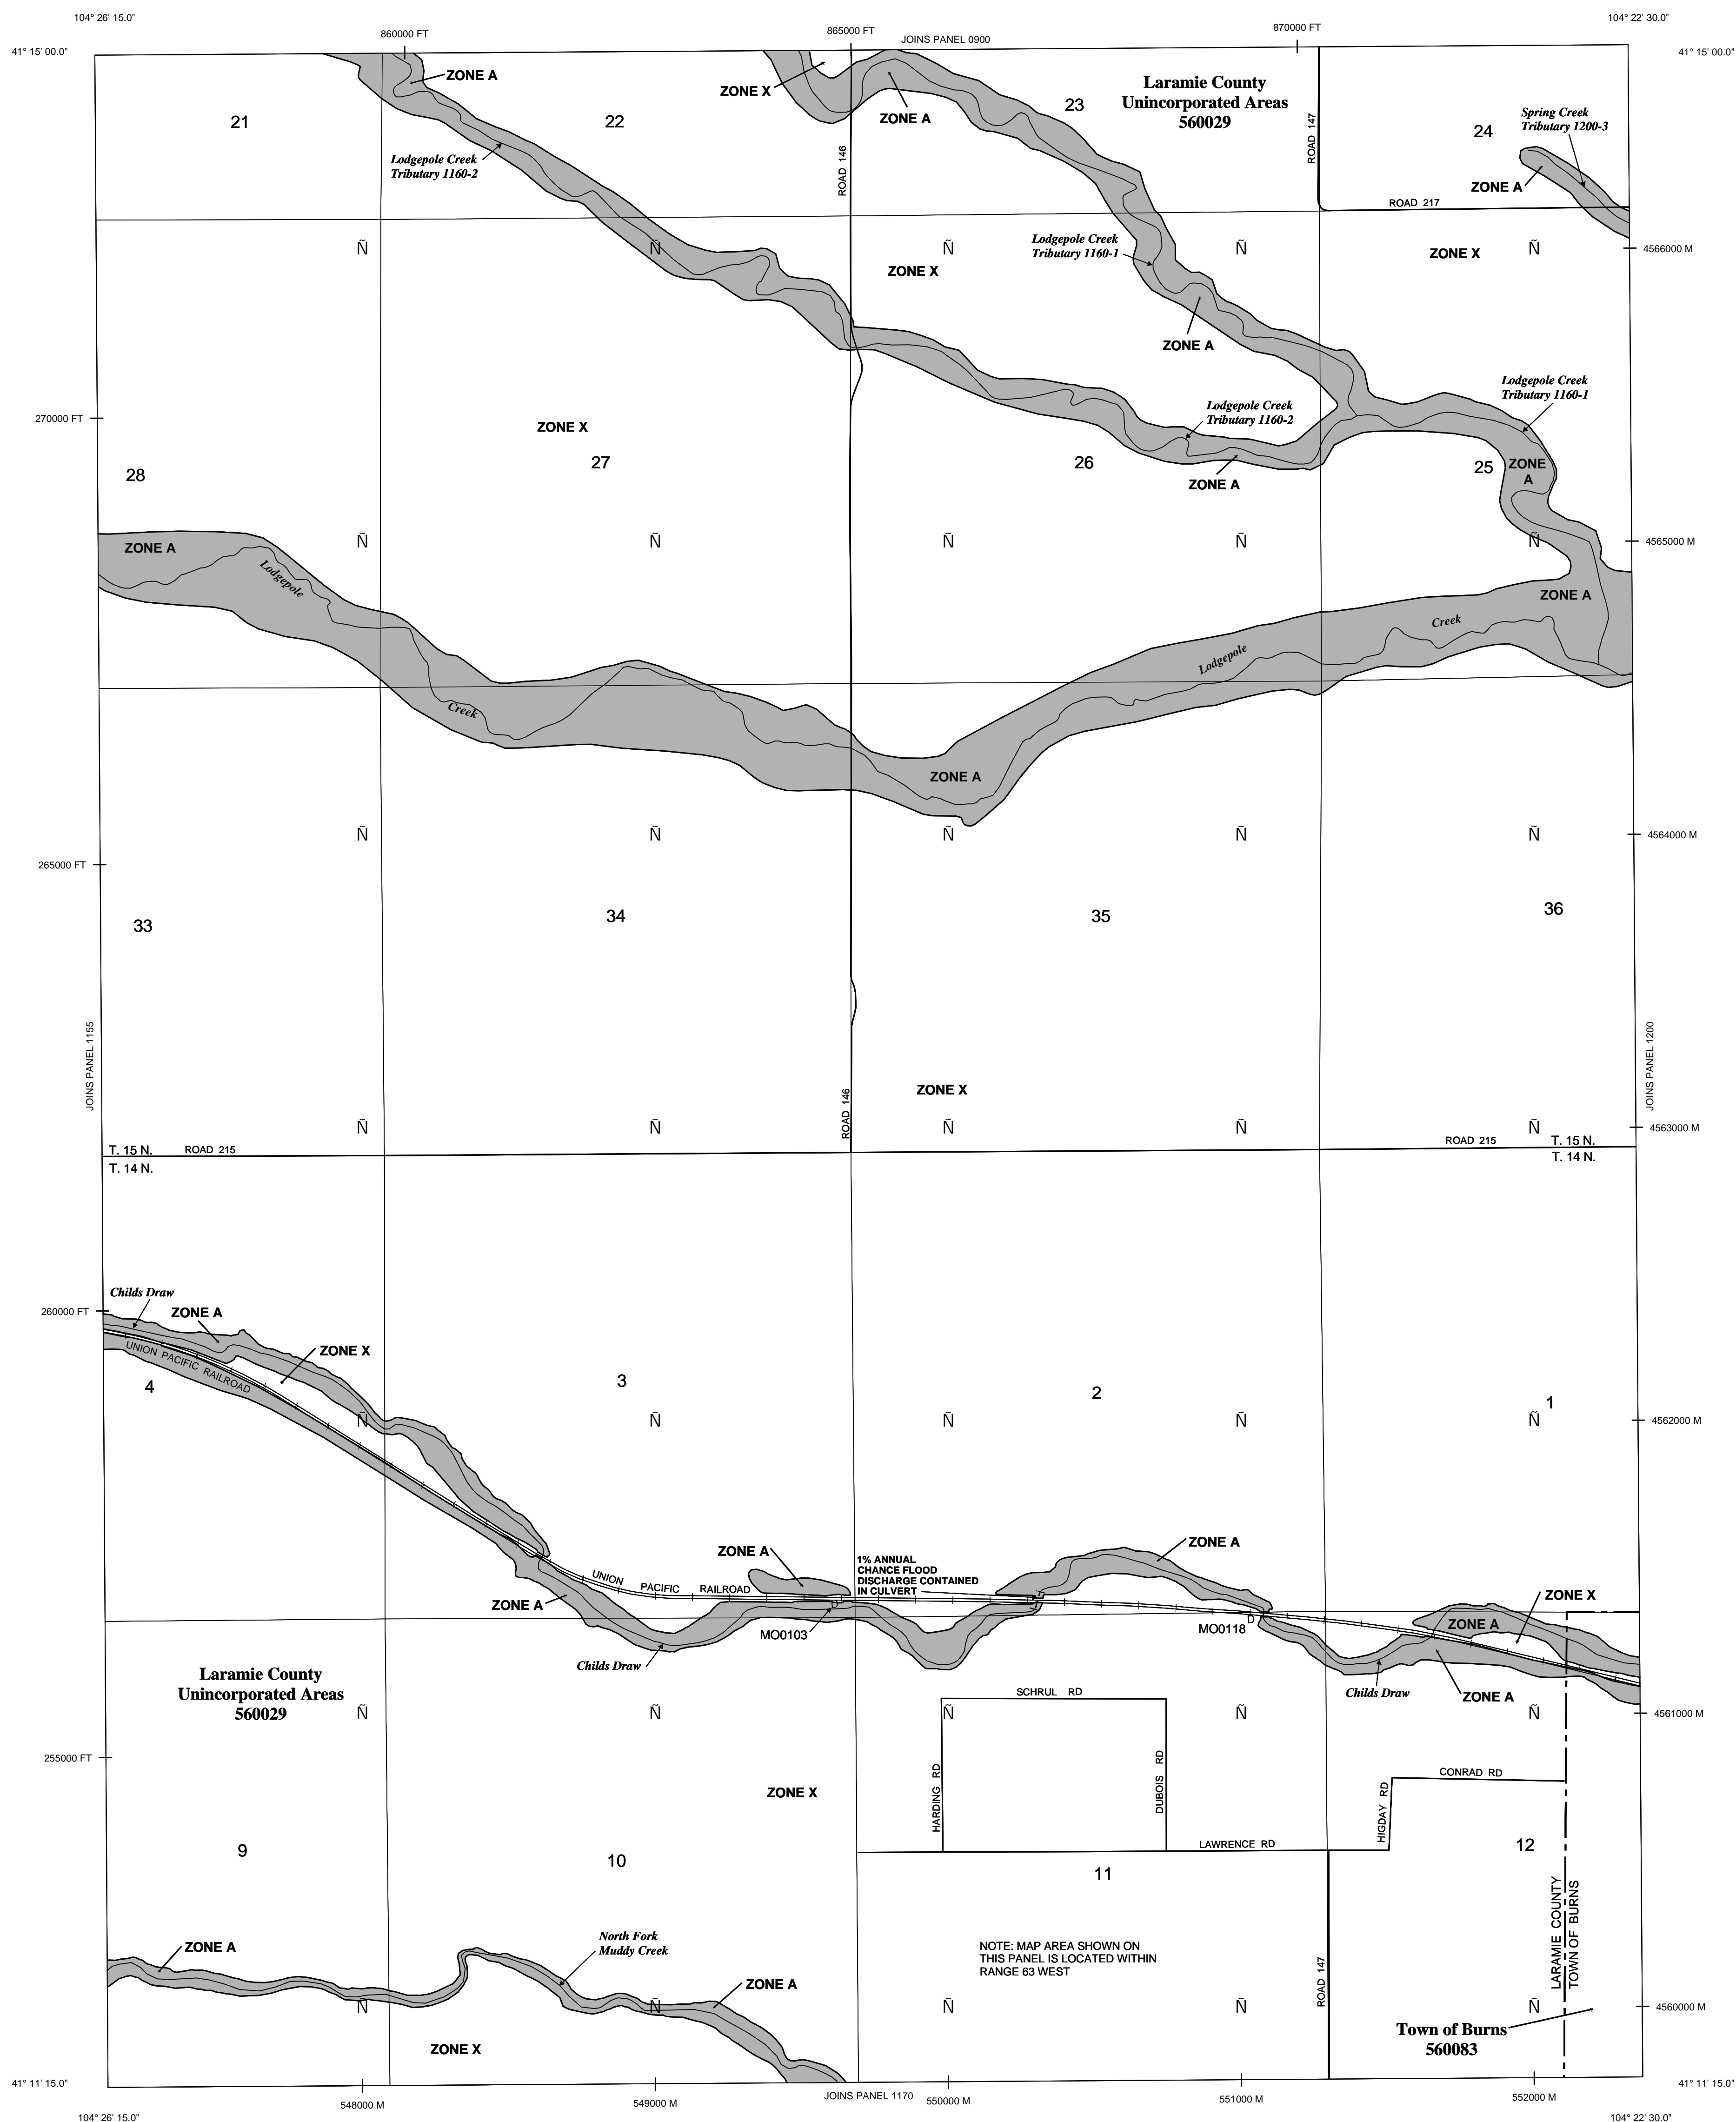 104° 26' 15.0"
104° 22' 30.0"
860000 FT
865000 FT
870000 FT
JOINS PANEL 0900
41° 15' 00.0"
41° 15' 00.0"
ZONE A
ZONE X
ZONE A
23
Laramie County
Unincorporated Areas
560029
21
22
ROAD 146
ROAD 147
24
Spring Creek
Tributary 1200-3
Lodgepole Creek
Tributary 1160-2
ZONE A
ROAD 217
Ñ
Ñ
Ñ
Ñ
Ñ
4566000 M
Lodgepole Creek
Tributary 1160-1
ZONE X
ZONE X
ZONE A
Lodgepole Creek
Tributary 1160-1
270000 FT
ZONE X
Lodgepole Creek
Tributary 1160-2
28
27
26
25
ZONE
A
ZONE A
Ñ
Ñ
Ñ
Ñ
Ñ
4565000 M
ZONE A
Lodgepole
ZONE A
Creek
Lodgepole
Creek
ZONE A
Ñ
Ñ
Ñ
Ñ
Ñ
4564000 M
265000 FT
33
34
35
36
JOINS PANEL 1155
JOINS PANEL 1200
ROAD 146
ZONE X
Ñ
Ñ
Ñ
Ñ
Ñ
4563000 M
T. 15 N.
ROAD 215
ROAD 215
T. 15 N.
T. 14 N.
T. 14 N.
Childs Draw
260000 FT
ZONE A
ZONE X
UNION PACIFIC RAILROAD
4
3
2
1
Ñ
Ñ
Ñ
Ñ
Ñ
4562000 M
ZONE A
ZONE A
1% ANNUAL
CHANCE FLOOD
DISCHARGE CONTAINED
IN CULVERT
UNION PACIFIC RAILROAD
ZONE A
ZONE X
D
D
MO0103
MO0118
ZONE A
Childs Draw
Childs Draw
ZONE A
Laramie County
Unincorporated Areas
560029
SCHRUL RD
Ñ
Ñ
Ñ
Ñ
Ñ
4561000 M
255000 FT
HARDING RD
DUBOIS RD
CONRAD RD
HIGDAY RD
ZONE X
LAWRENCE RD
9
10
11
12
LARAMIE COUNTY
TOWN OF BURNS
ZONE A
North Fork
Muddy Creek
NOTE: MAP AREA SHOWN ON
THIS PANEL IS LOCATED WITHIN
RANGE 63 WEST
ROAD 147
ZONE A
Ñ
Ñ
Ñ
Ñ
Ñ
4560000 M
Town of Burns
560083
ZONE X
41° 11' 15.0"
41° 11' 15.0"
JOINS PANEL 1170
548000 M
549000 M
550000 M
551000 M
552000 M
104° 26' 15.0"
104° 22' 30.0"